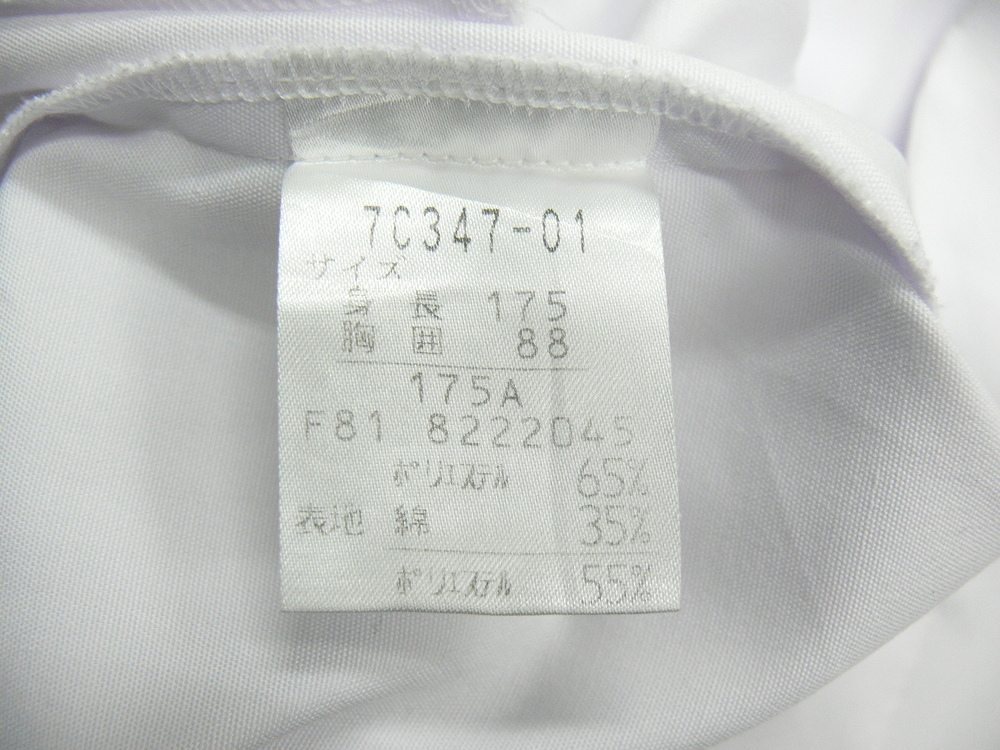 7C347-01
サイズ
身長 175
胸囲 88
175A
F81 8222045
ポリエステル 65%
表地 綿 35%
ポリエステル 55%